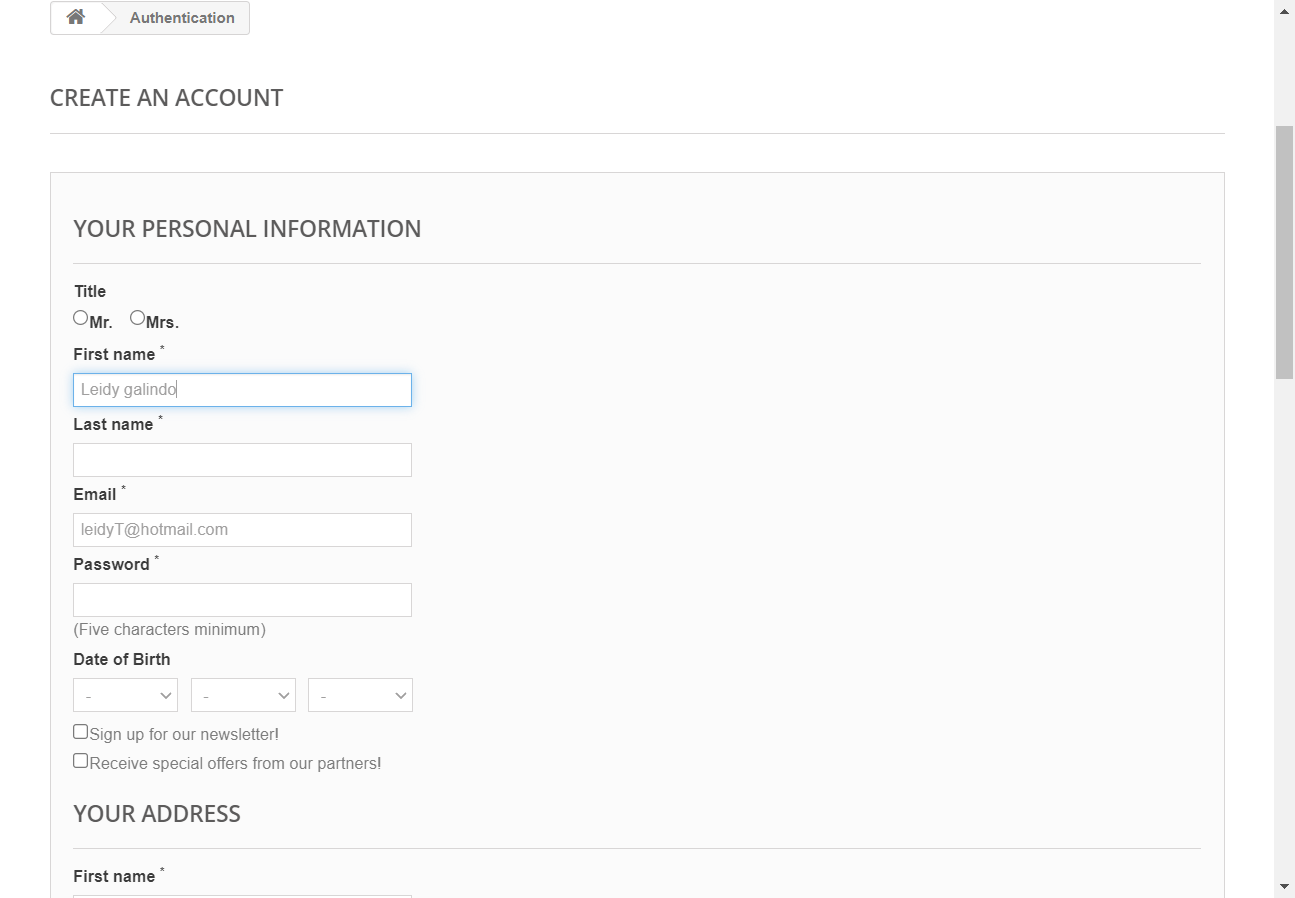 Authentication
CREATE AN ACCOUNT
YOUR PERSONAL INFORMATION
Title
Mr. Mrs.
First name *
Leidy galindo
Last name *
Email *
leidyT@hotmail.com
Password *
(Five characters minimum)
Date of Birth
- - -
Sign up for our newsletter!
Receive special offers from our partners!
YOUR ADDRESS
First name *